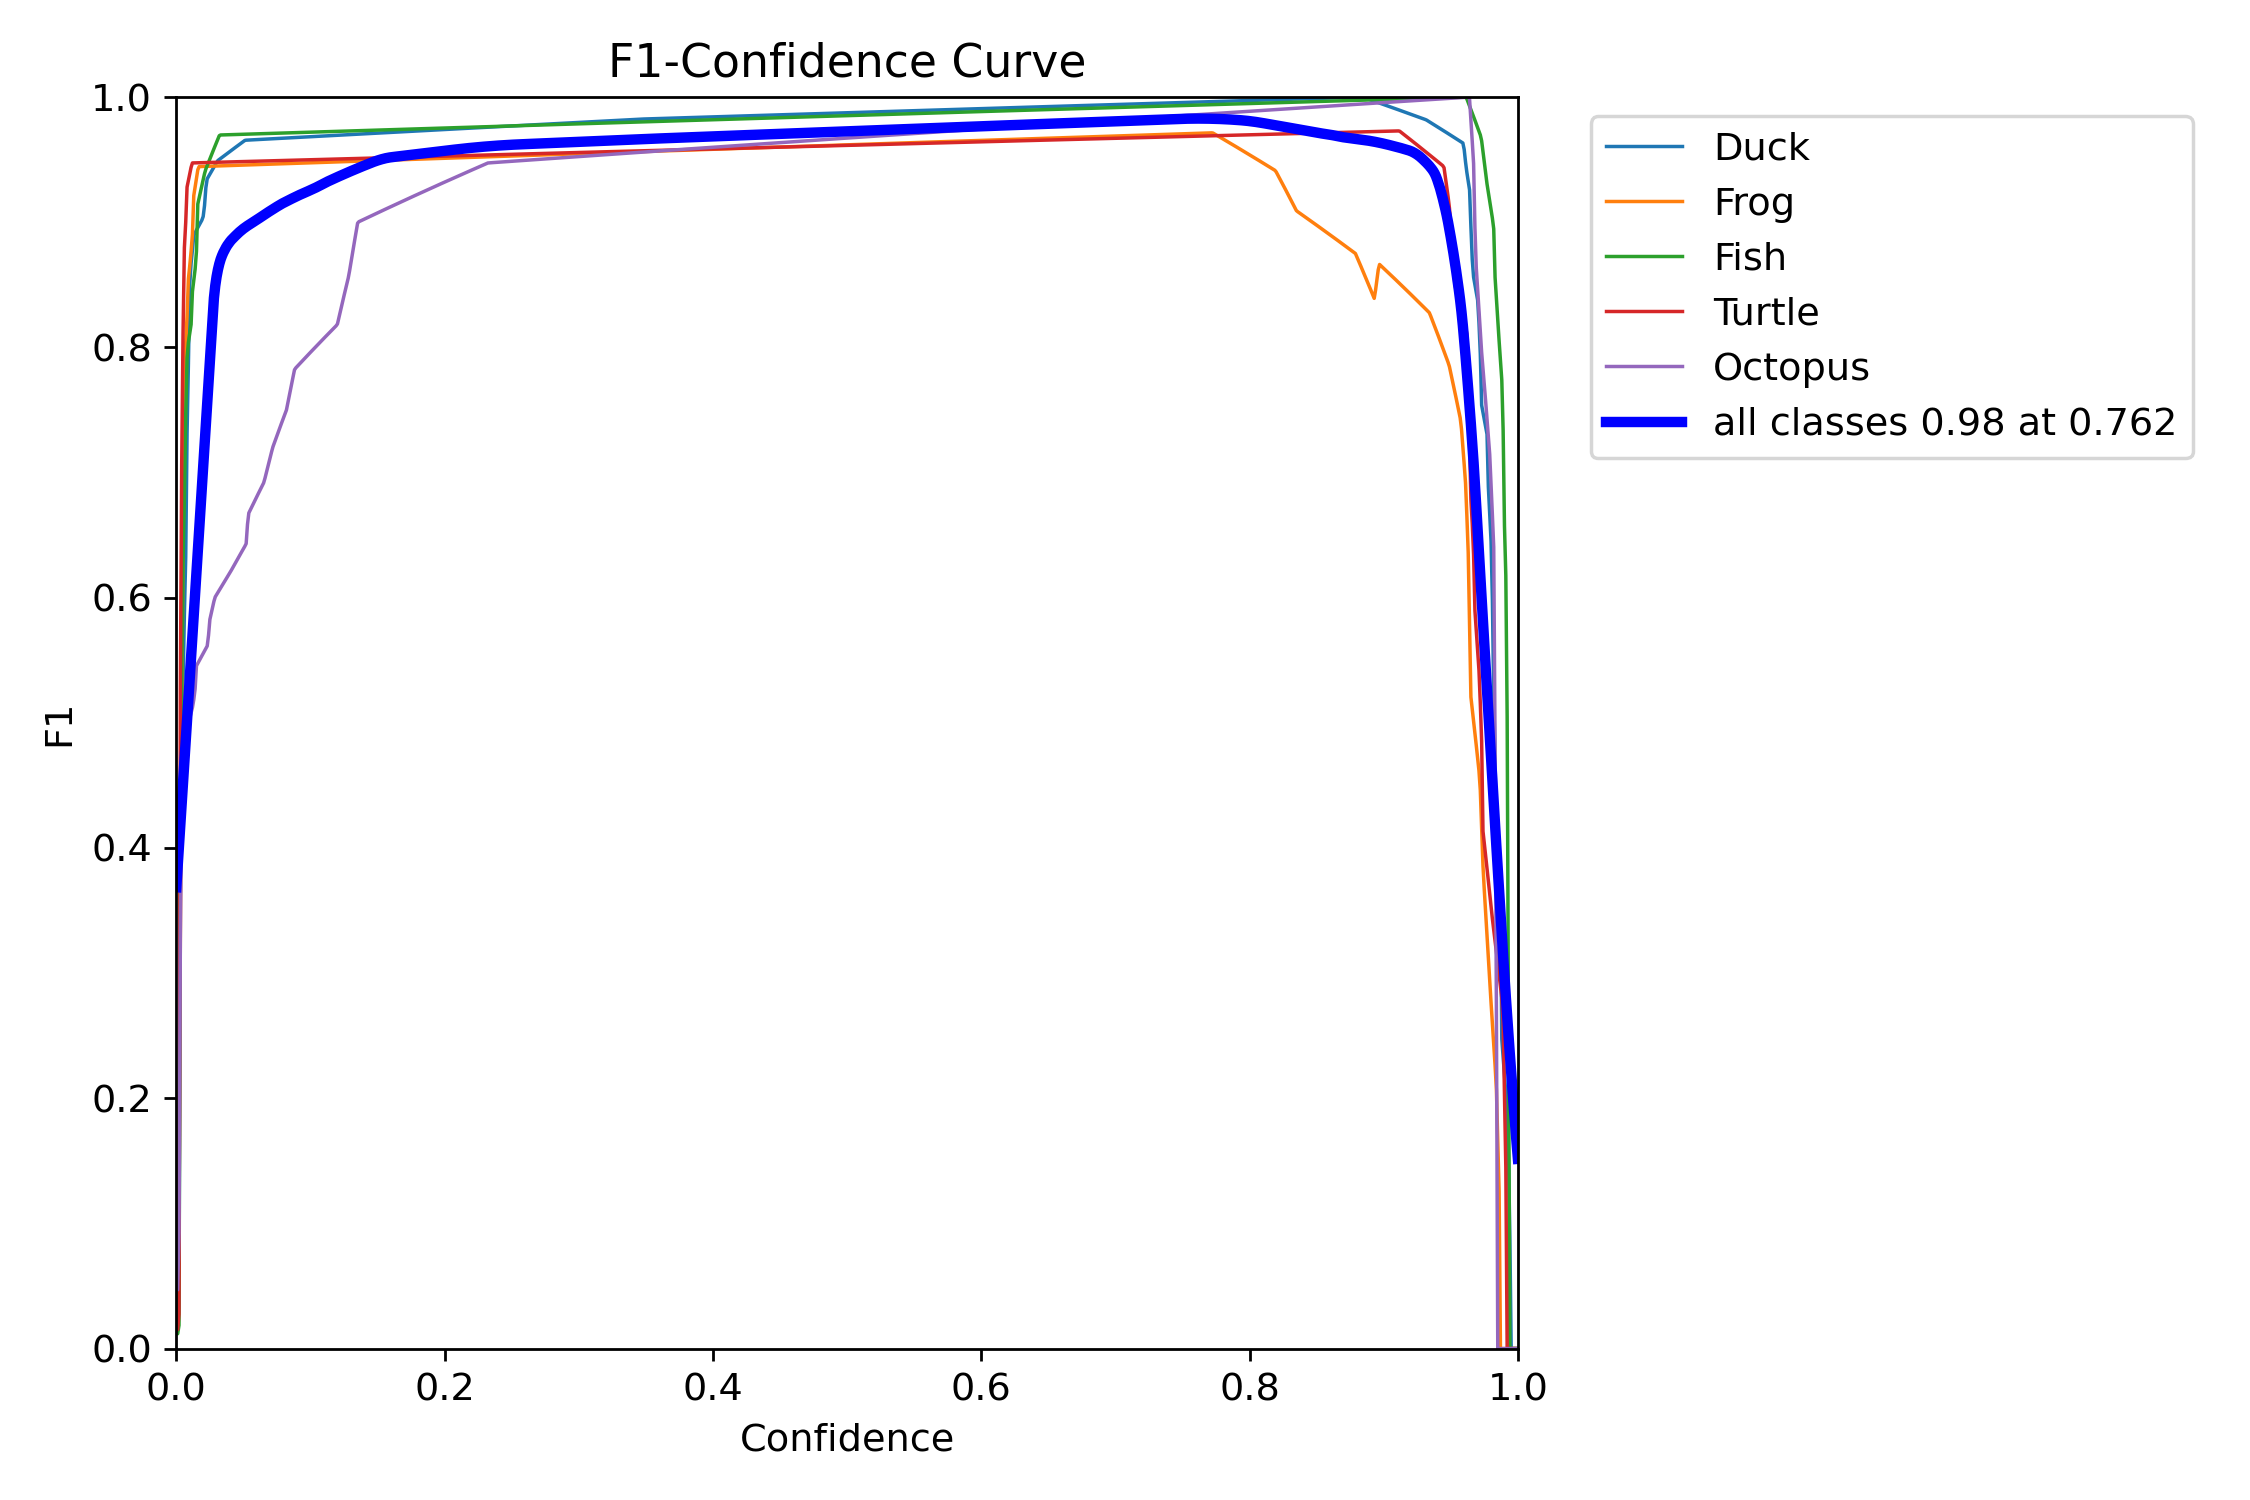 F1-Confidence Curve
1.0
0.8
0.6
0.4
0.2
0.0
F1
0.0 0.2 0.4 0.6 0.8 1.0
Confidence
Duck
Frog
Fish
Turtle
Octopus
all classes 0.98 at 0.762